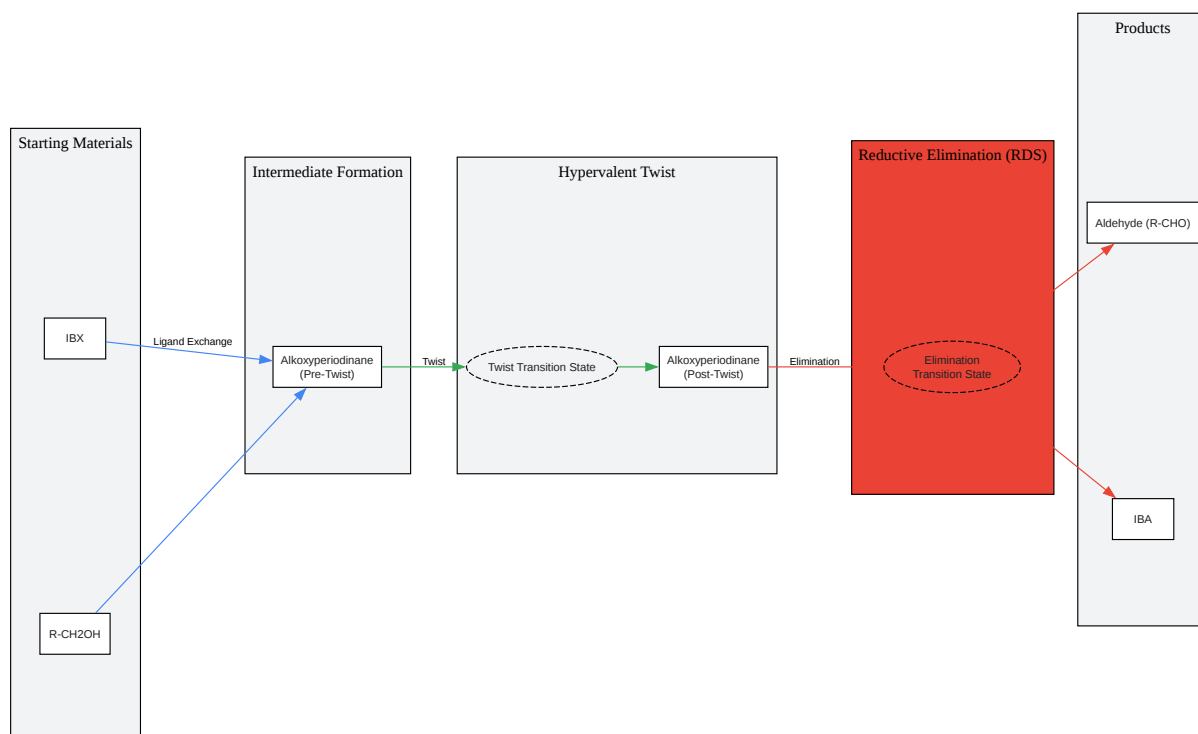 Starting Materials
IBX
R-CH2OH
Ligand Exchange
Intermediate Formation
Alkoxyperiodinane
(Pre-Twist)
Twist
Hypervalent Twist
Twist Transition State
Alkoxyperiodinane
(Post-Twist)
Elimination
Reductive Elimination (RDS)
Elimination
Transition State
Products
Aldehyde (R-CHO)
IBA